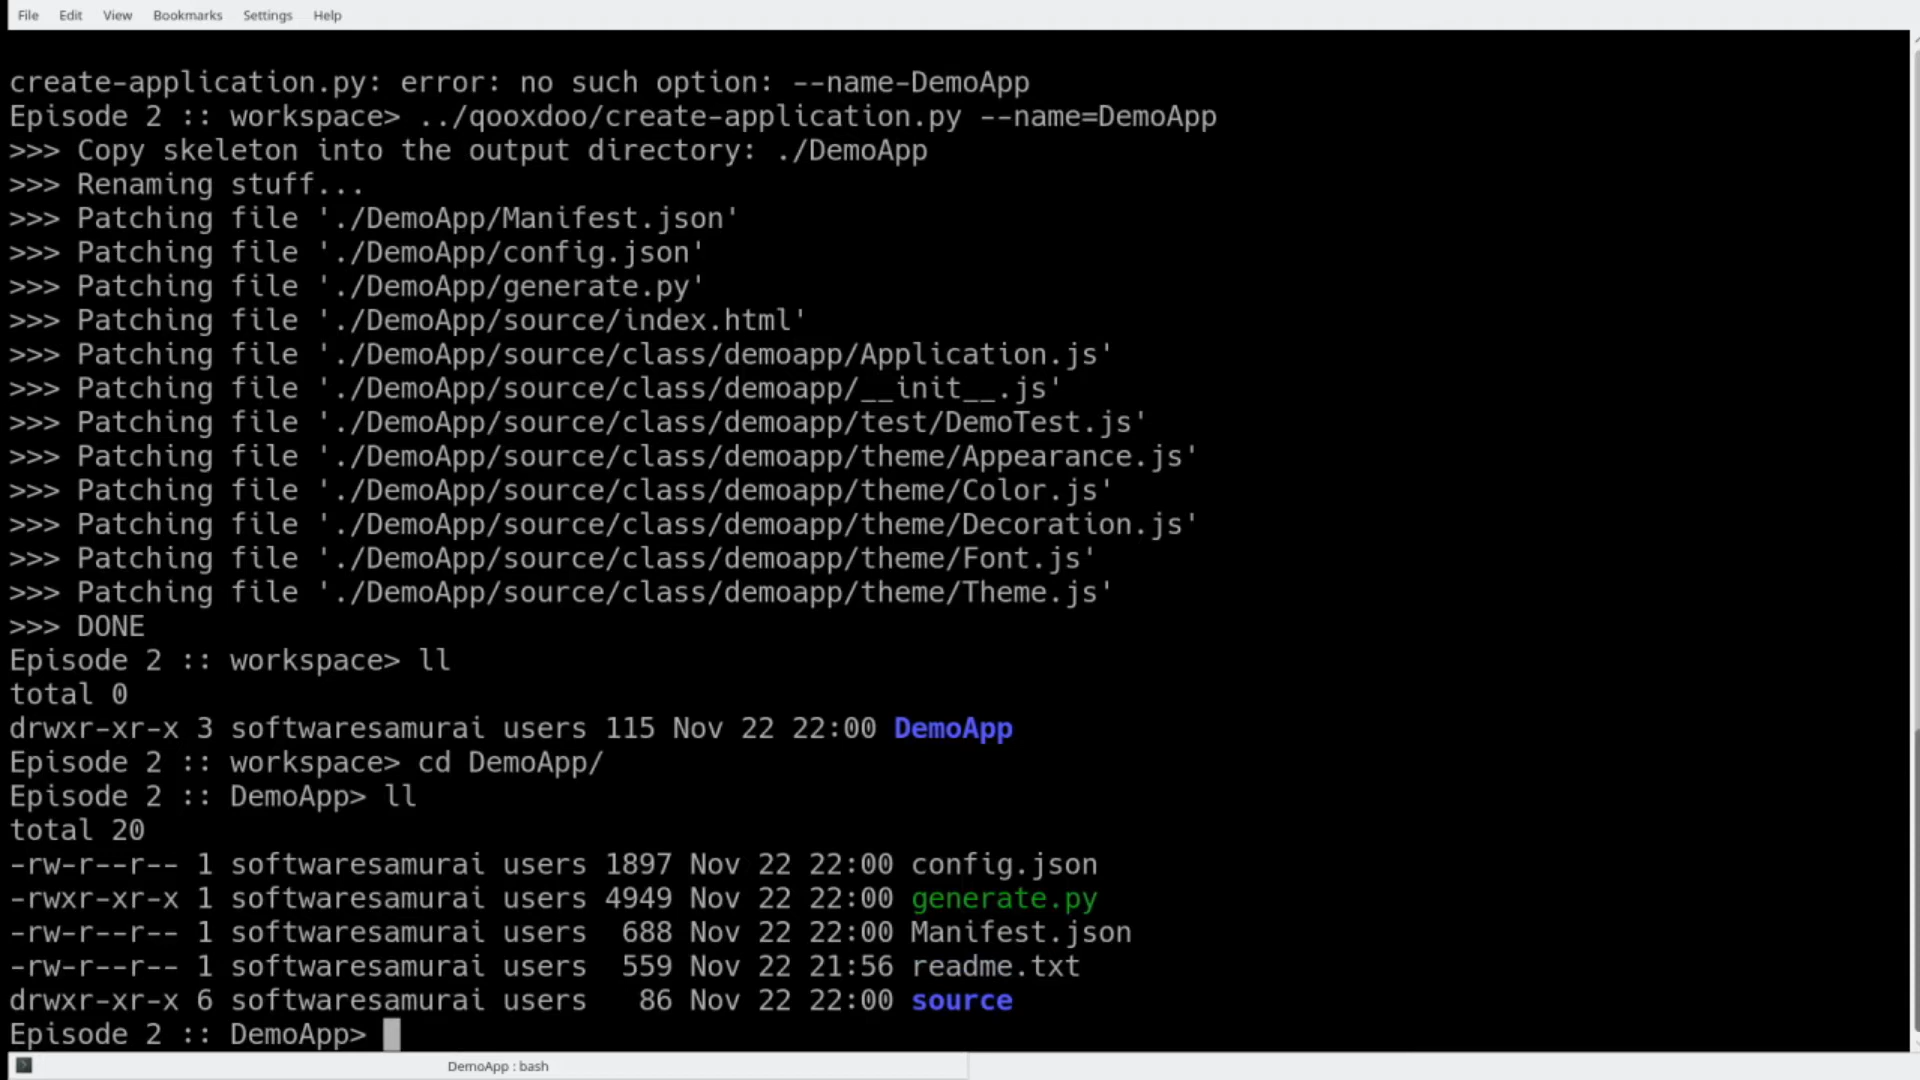 File Edit View Bookmarks Settings Help
create-application.py: error: no such option: --name-DemoApp
Episode 2 :: workspace> ../qooxdoo/create-application.py --name=DemoApp
>>> Copy skeleton into the output directory: ./DemoApp
>>> Renaming stuff...
>>> Patching file './DemoApp/Manifest.json'
>>> Patching file './DemoApp/config.json'
>>> Patching file './DemoApp/generate.py'
>>> Patching file './DemoApp/source/index.html'
>>> Patching file './DemoApp/source/class/demoapp/Application.js'
>>> Patching file './DemoApp/source/class/demoapp/__init__.js'
>>> Patching file './DemoApp/source/class/demoapp/test/DemoTest.js'
>>> Patching file './DemoApp/source/class/demoapp/theme/Appearance.js'
>>> Patching file './DemoApp/source/class/demoapp/theme/Color.js'
>>> Patching file './DemoApp/source/class/demoapp/theme/Decoration.js'
>>> Patching file './DemoApp/source/class/demoapp/theme/Font.js'
>>> Patching file './DemoApp/source/class/demoapp/theme/Theme.js'
>>> DONE
Episode 2 :: workspace> ll
total 0
drwxr-xr-x 3 softwaresamurai users 115 Nov 22 22:00 DemoApp
Episode 2 :: workspace> cd DemoApp/
Episode 2 :: DemoApp> ll
total 20
-rw-r--r-- 1 softwaresamurai users 1897 Nov 22 22:00 config.json
-rwxr-xr-x 1 softwaresamurai users 4949 Nov 22 22:00 generate.py
-rw-r--r-- 1 softwaresamurai users  688 Nov 22 22:00 Manifest.json
-rw-r--r-- 1 softwaresamurai users  559 Nov 22 21:56 readme.txt
drwxr-xr-x 6 softwaresamurai users   86 Nov 22 22:00 source
Episode 2 :: DemoApp>
DemoApp : bash